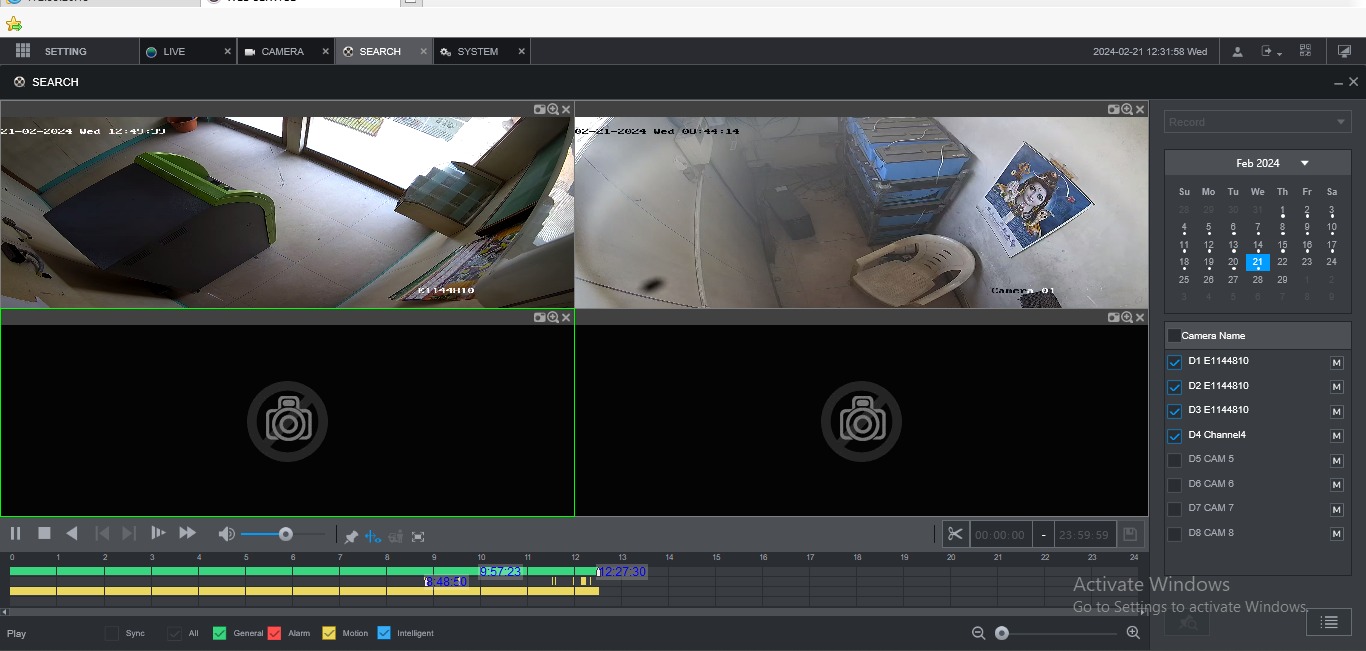 SETTING
LIVE
CAMERA
SEARCH
SYSTEM
2024-02-21 12:31:58 Wed
SEARCH
21-02-2024 Wed 12:49:39
E1144810
02-21-2024 Wed 00:44:14
Camera 01
Record
Feb 2024
Su Mo Tu We Th Fr Sa
28 29 30 31 1 2 3
4 5 6 7 8 9 10
11 12 13 14 15 16 17
18 19 20 21 22 23 24
25 26 27 28 29 1 2
3 4 5 6 7 8 9
Camera Name
D1 E1144810 M
D2 E1144810 M
D3 E1144810 M
D4 Channel4 M
D5 CAM 5 M
D6 CAM 6 M
D7 CAM 7 M
D8 CAM 8 M
00:00:00 - 23:59:59
0 1 2 3 4 5 6 7 8 9 10 11 12 13 14 15 16 17 18 19 20 21 22 23 24
9:57:23 12:27:30
8:48:50
Activate Windows
Go to Settings to activate Windows.
Play Sync All General Alarm Motion Intelligent